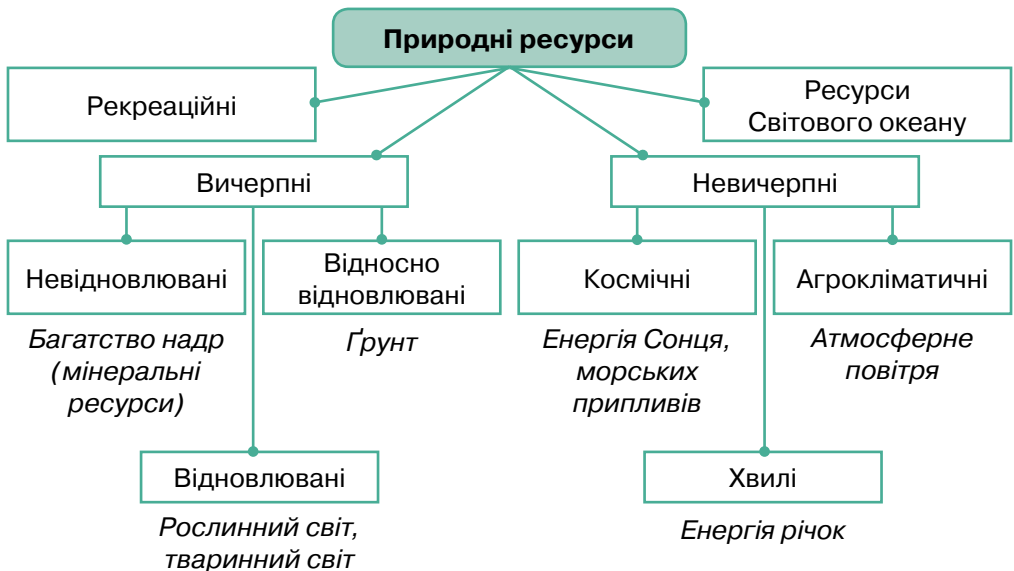 Природні ресурси
Рекреаційні
Ресурси
Світового океану
Вичерпні
Невичерпні
Невідновлювані
Відносно
відновлювані
Космічні
Агрокліматичні
Багатство надр
(мінеральні
ресурси)
Ґрунт
Енергія Сонця,
морських
припливів
Атмосферне
повітря
Відновлювані
Хвилі
Рослинний світ,
тваринний світ
Енергія річок